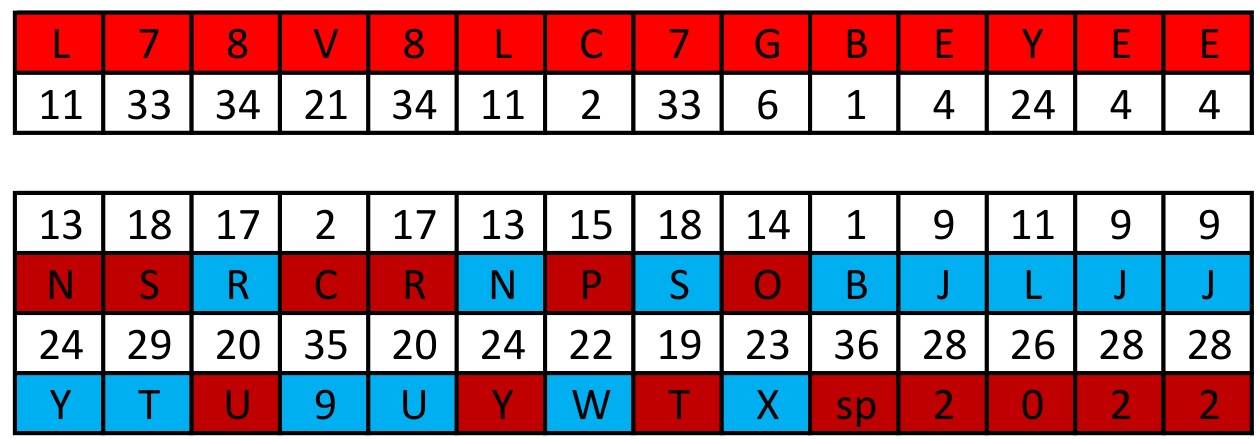 L 7 8 V 8 L C 7 G B E Y E E
11 33 34 21 34 11 2 33 6 1 4 24 4 4
13 18 17 2 17 13 15 18 14 1 9 11 9 9
N S R C R N P S O B J L J J
24 29 20 35 20 24 22 19 23 36 28 26 28 28
Y T U 9 U Y W T X sp 2 0 2 2